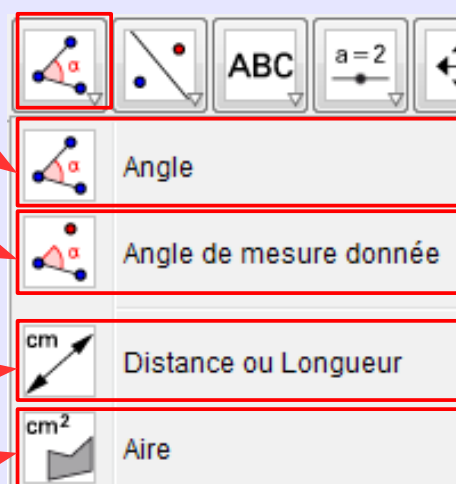 α ABC a=2
α Angle
α Angle de mesure donnée
cm Distance ou Longueur
cm² Aire